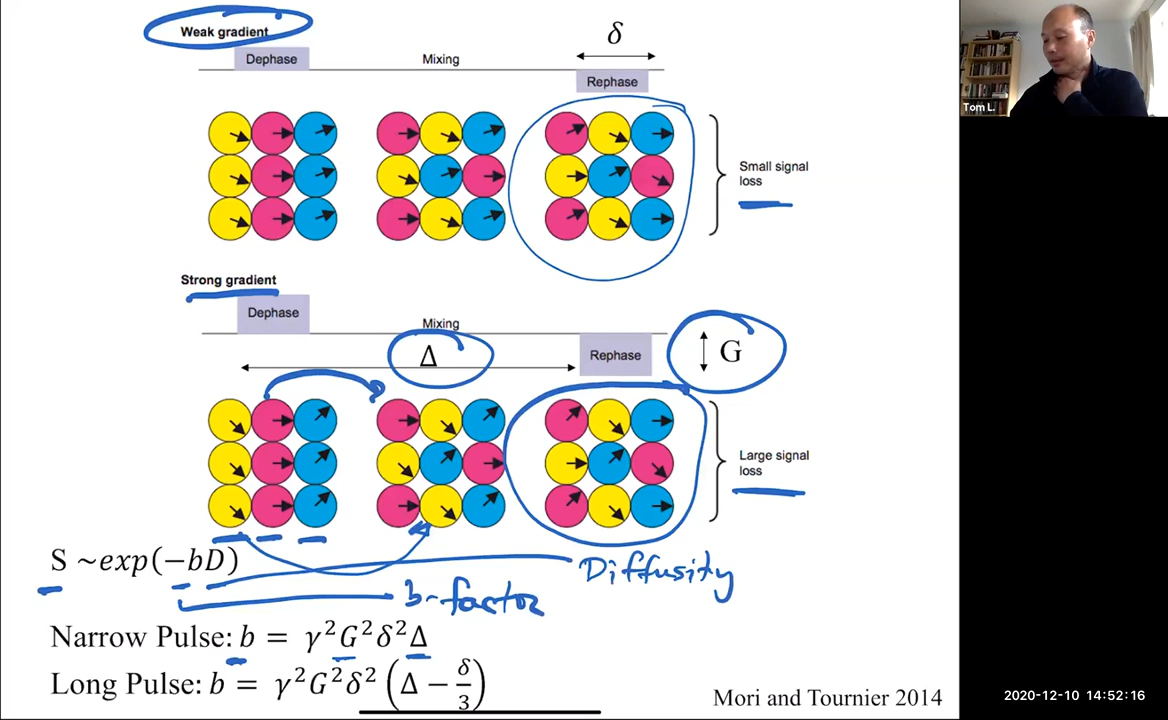 Weak gradient
δ
Dephase
Mixing
Rephase
Small signal
loss
Strong gradient
Dephase
Mixing
Δ
Rephase
G
Large signal
loss
S ~exp(−bD)
Diffusity
b-factor
Narrow Pulse: b = γ²G²δ²Δ
Long Pulse: b = γ²G²δ² (Δ − δ/3)
Mori and Tournier 2014
Tom L.
2020-12-10 14:52:16